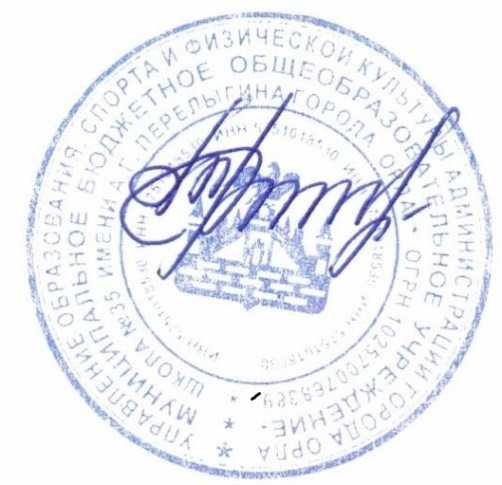 УПРАВЛЕНИЕ ОБРАЗОВАНИЯ, СПОРТА И ФИЗИЧЕСКОЙ КУЛЬТУРЫ АДМИНИСТРАЦИИ ГОРОДА ОРЛА *
МУНИЦИПАЛЬНОЕ БЮДЖЕТНОЕ ОБЩЕОБРАЗОВАТЕЛЬНОЕ УЧРЕЖДЕНИЕ- *
ШКОЛА №35 ИМЕНИ А.Г. ПЕРЕЛЫГИНА ГОРОДА ОРЛА* ОГРН 1025700768389 *